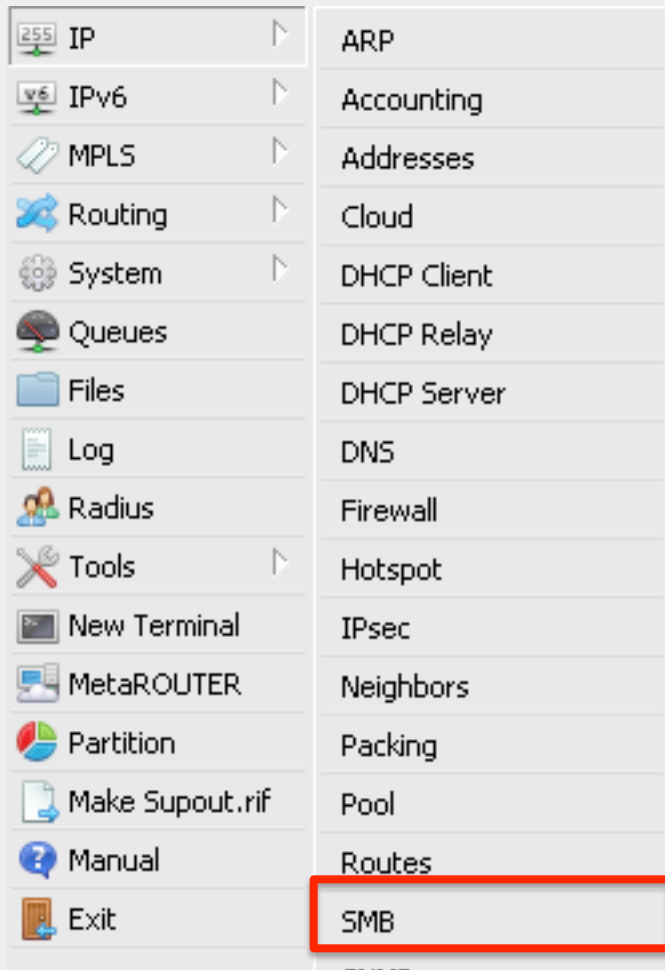 255 IP
v6 IPv6
MPLS
Routing
System
Queues
Files
Log
Radius
Tools
New Terminal
MetaROUTER
Partition
Make Supout.rif
Manual
Exit
ARP
Accounting
Addresses
Cloud
DHCP Client
DHCP Relay
DHCP Server
DNS
Firewall
Hotspot
IPsec
Neighbors
Packing
Pool
Routes
SMB